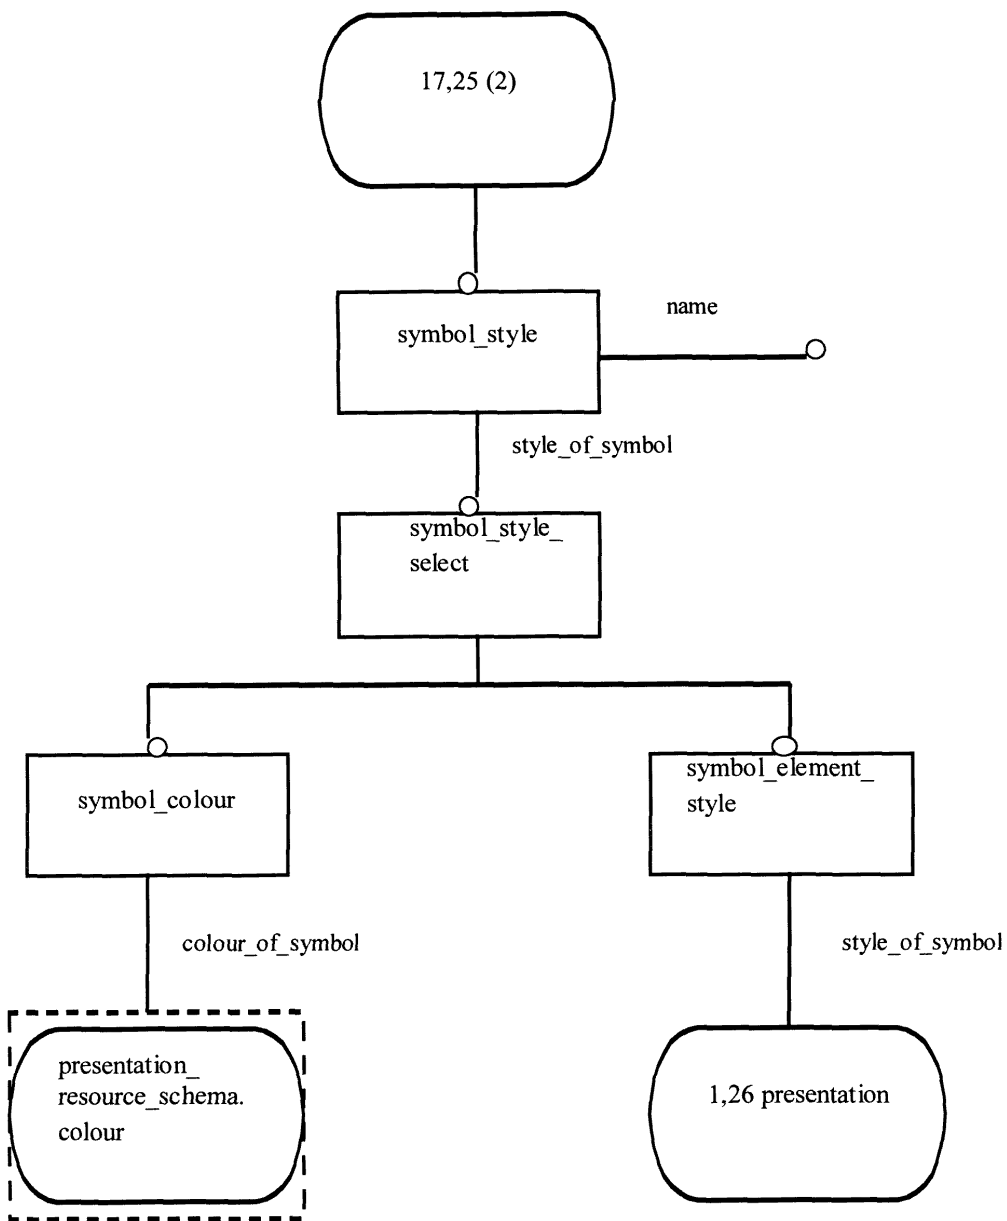 17,25 (2)
name
symbol_style
style_of_symbol
symbol_style_
select
symbol_colour
symbol_element_
style
colour_of_symbol
style_of_symbol
presentation_
resource_schema.
colour
1,26 presentation